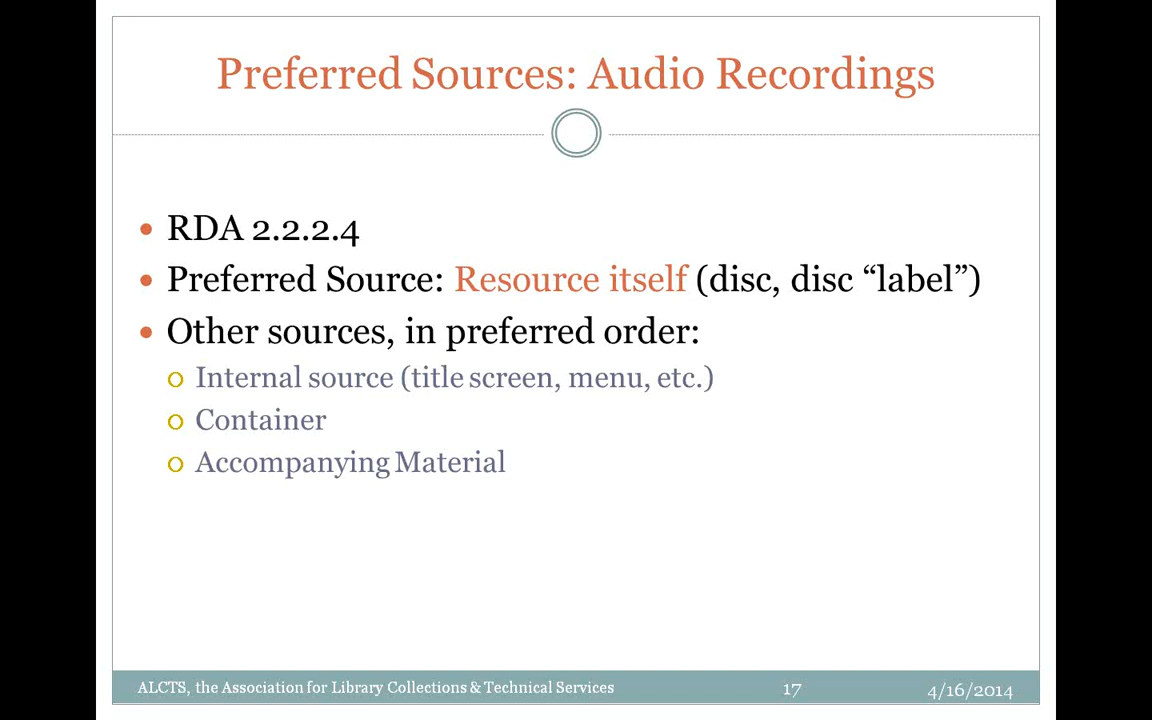 Preferred Sources: Audio Recordings
RDA 2.2.2.4
Preferred Source: Resource itself (disc, disc “label”)
Other sources, in preferred order:
Internal source (title screen, menu, etc.)
Container
Accompanying Material
ALCTS, the Association for Library Collections & Technical Services 17 4/16/2014